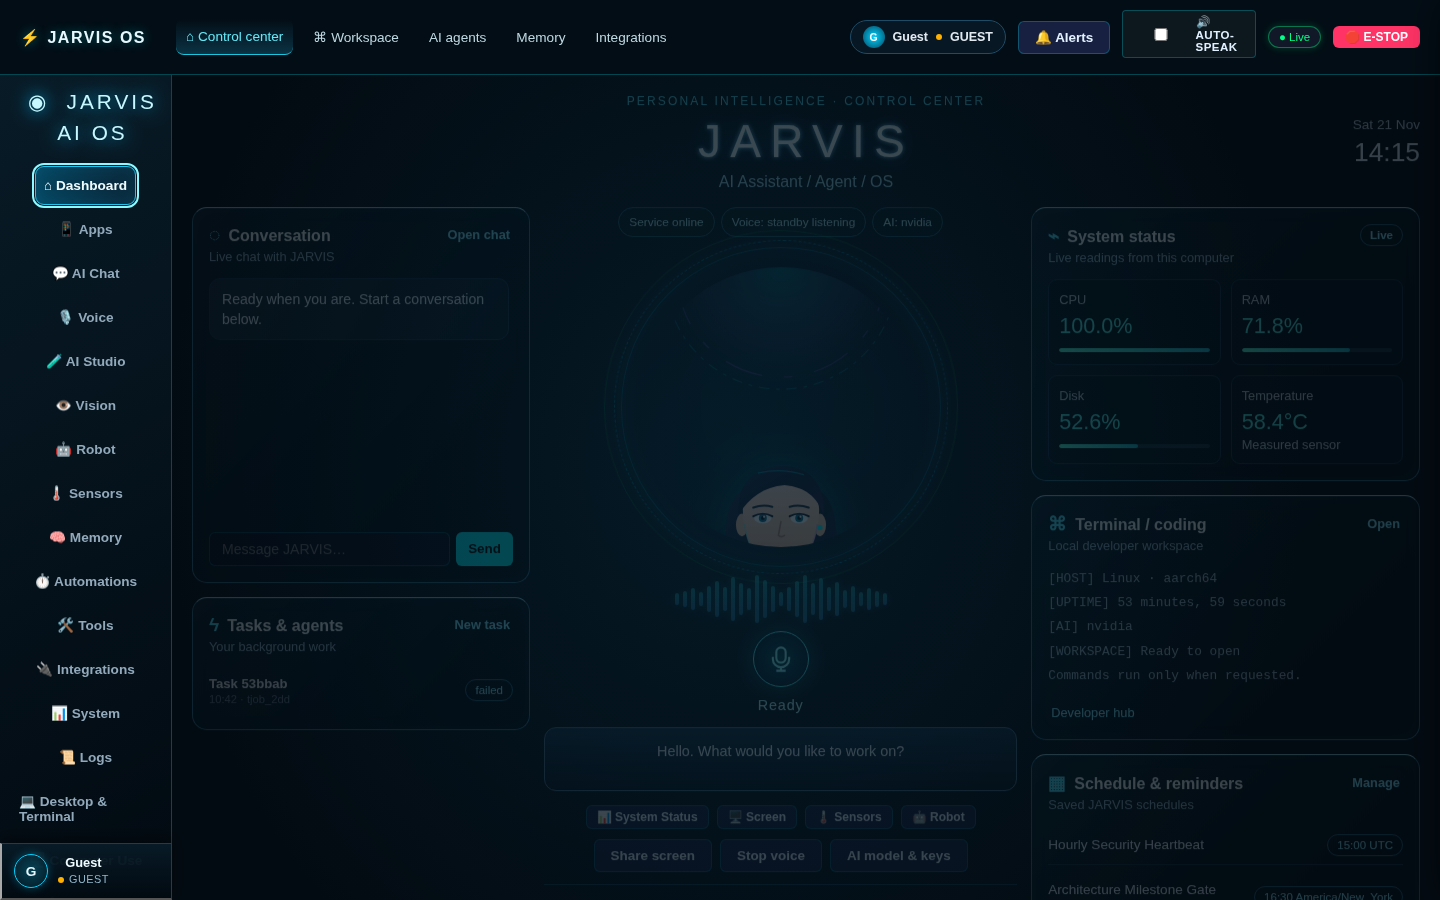 ⚡ JARVIS OS
⌂ Control center
⌘ Workspace
AI agents
Memory
Integrations
G Guest ● GUEST
🔔 Alerts
🔊 AUTO-SPEAK
● Live
🛑 E-STOP
◉ JARVIS
AI OS
⌂ Dashboard
📱 Apps
💬 AI Chat
🎙️ Voice
🧪 AI Studio
👁️ Vision
🤖 Robot
🌡️ Sensors
🧠 Memory
⏱️ Automations
🛠️ Tools
🔌 Integrations
📊 System
📜 Logs
💻 Desktop &
Terminal
G
Guest
● GUEST
PERSONAL INTELLIGENCE · CONTROL CENTER
JARVIS
AI Assistant / Agent / OS
Sat 21 Nov
14:15
Conversation
Open chat
Live chat with JARVIS
Ready when you are. Start a conversation
below.
Message JARVIS…
Send
ϟ Tasks & agents
New task
Your background work
Task 53bbab
10:42 · tjob_2dd
failed
Service online
Voice: standby listening
AI: nvidia
Ready
Hello. What would you like to work on?
📊 System Status
🖥️ Screen
🌡️ Sensors
🤖 Robot
Share screen
Stop voice
AI model & keys
⌁ System status
Live
Live readings from this computer
CPU
100.0%
RAM
71.8%
Disk
52.6%
Temperature
58.4°C
Measured sensor
⌘ Terminal / coding
Open
Local developer workspace
[HOST] Linux · aarch64
[UPTIME] 53 minutes, 59 seconds
[AI] nvidia
[WORKSPACE] Ready to open
Commands run only when requested.
Developer hub
▦ Schedule & reminders
Manage
Saved JARVIS schedules
Hourly Security Heartbeat
15:00 UTC
Architecture Milestone Gate
16:30 America/New_York